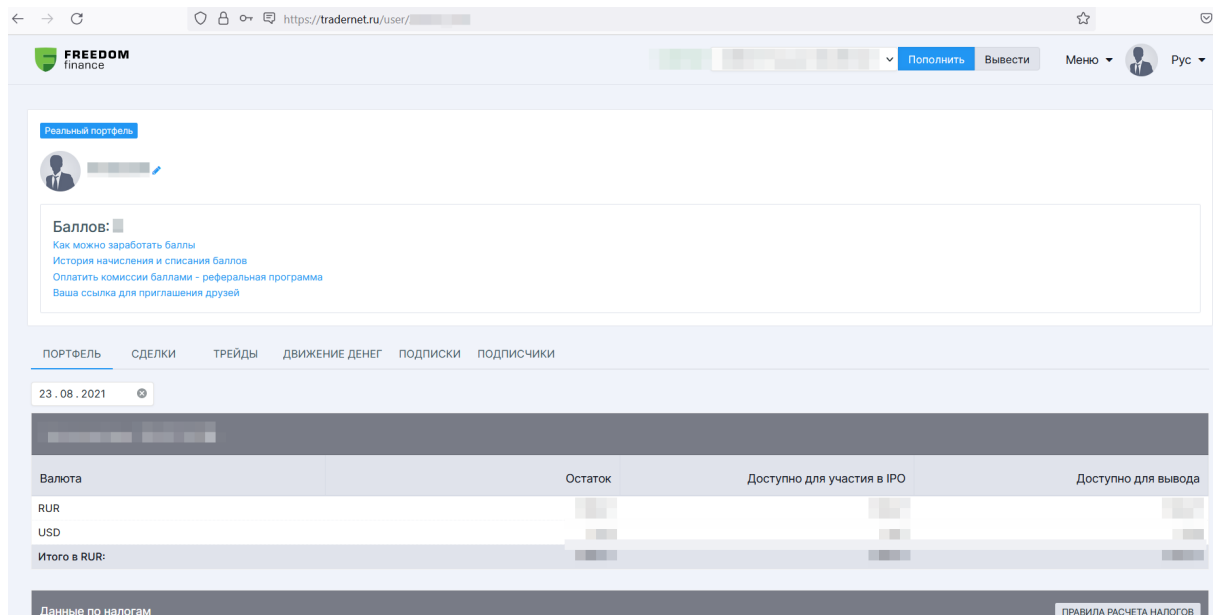 https://tradernet.ru/user/
FREEDOM
finance
Пополнить Вывести Меню Рус
Реальный портфель
Баллов:
Как можно заработать баллы
История начисления и списания баллов
Оплатить комиссии баллами - реферальная программа
Ваша ссылка для приглашения друзей
ПОРТФЕЛЬ СДЕЛКИ ТРЕЙДЫ ДВИЖЕНИЕ ДЕНЕГ ПОДПИСКИ ПОДПИСЧИКИ
23.08.2021
Валюта Остаток Доступно для участия в IPO Доступно для вывода
RUR
USD
Итого в RUR:
Данные по налогам ПРАВИЛА РАСЧЕТА НАЛОГОВ